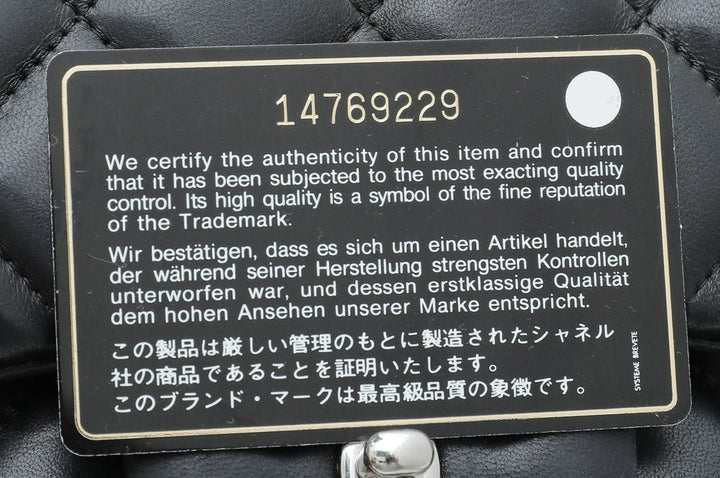 14769229
We certify the authenticity of this item and confirm
that it has been subjected to the most exacting quality
control. Its high quality is a symbol of the fine reputation
of the Trademark.
Wir bestätigen, dass es sich um einen Artikel handelt,
der während seiner Herstellung strengsten Kontrollen
unterworfen war, und dessen erstklassige Qualität
dem hohen Ansehen unserer Marke entspricht.
この製品は厳しい管理のもとに製造されたシャネル
社の商品であることを証明いたします。
このブランド・マークは最高級品質の象徴です。
SYSTEME BREVETE